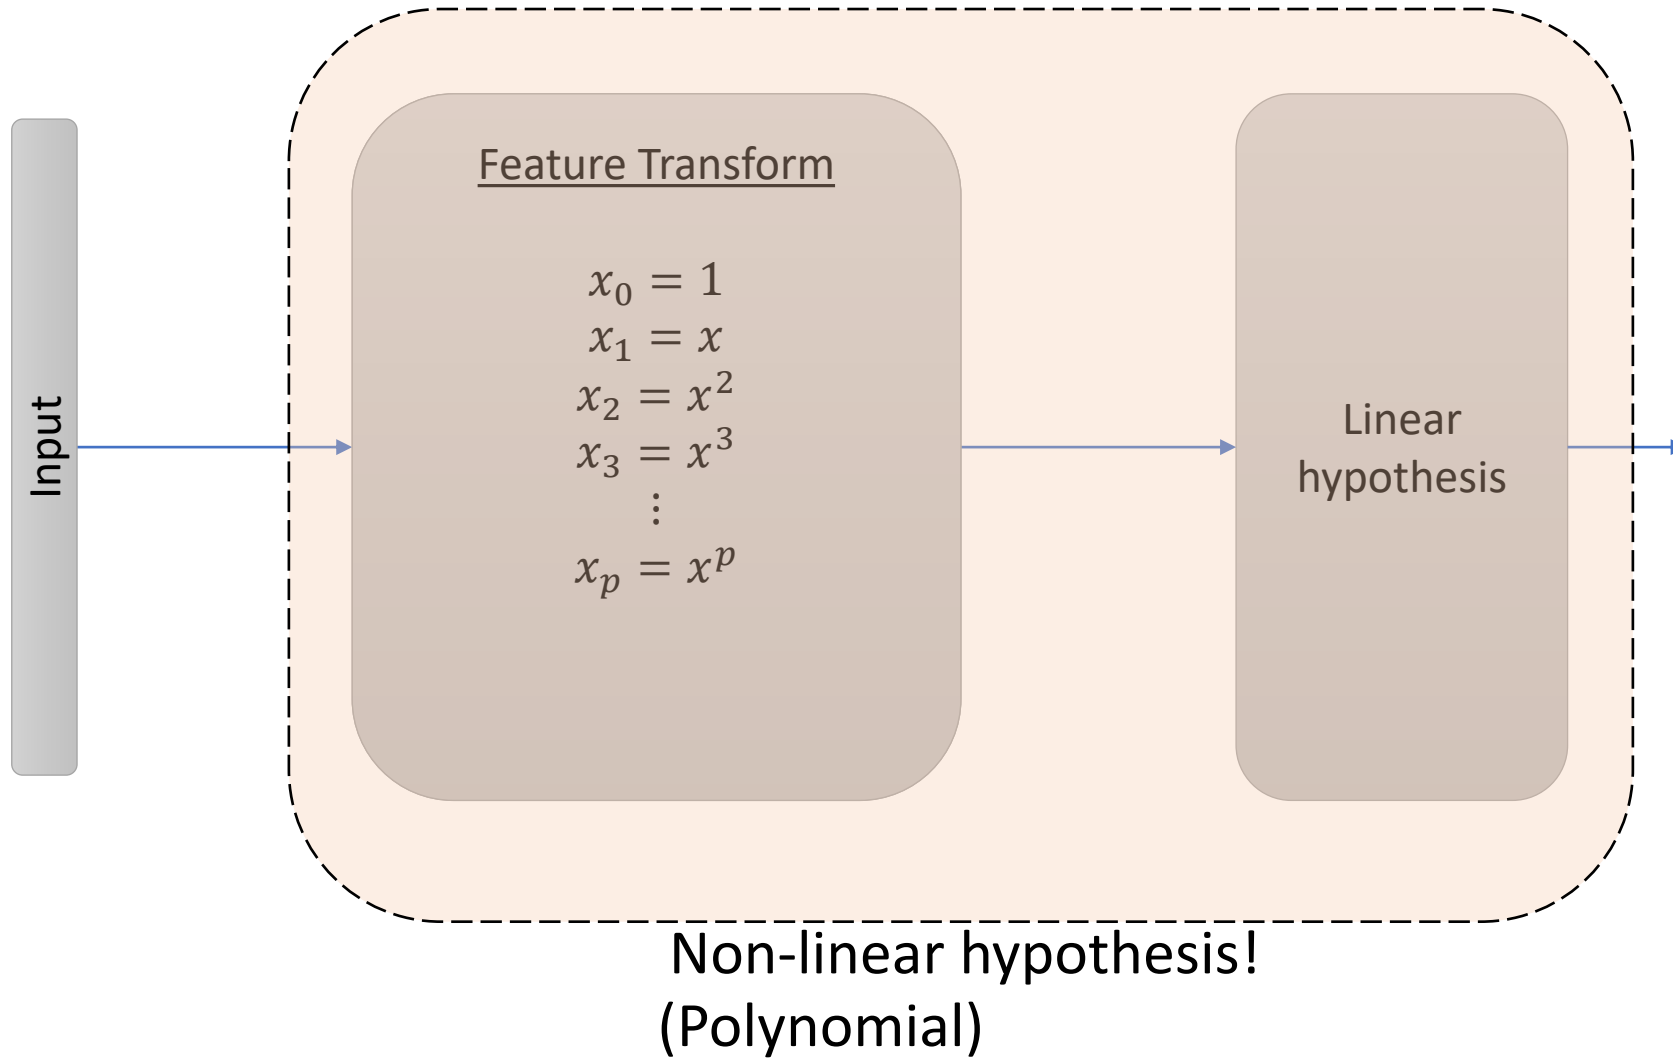 Input
Feature Transform
x₀ = 1
x₁ = x
x₂ = x²
x₃ = x³
⋮
xₚ = xᵖ
Linear
hypothesis
Non-linear hypothesis!
(Polynomial)